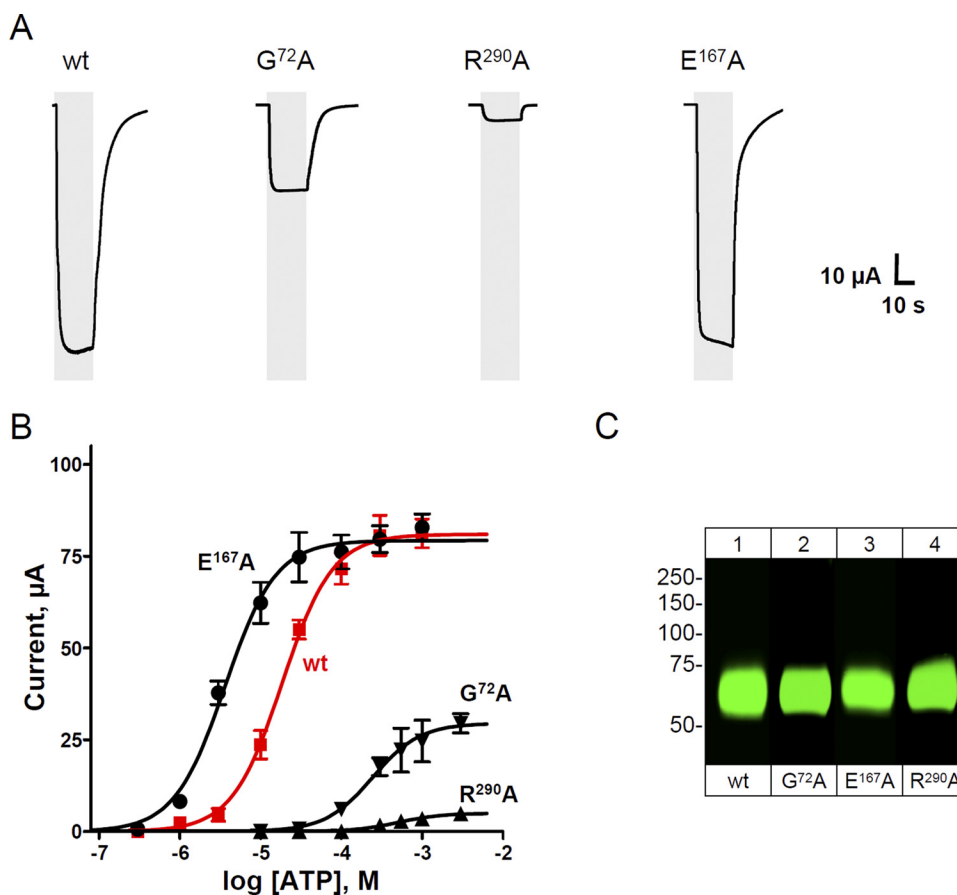 A
wt G⁷²A R²⁹⁰A E¹⁶⁷A
10 µA
10 s
B
100
75
50
25
0
-7 -6 -5 -4 -3 -2
Current, µA
log [ATP], M
E¹⁶⁷A
wt
G⁷²A
R²⁹⁰A
C
1 2 3 4
250-
150-
100-
75-
50-
wt G⁷²A E¹⁶⁷A R²⁹⁰A